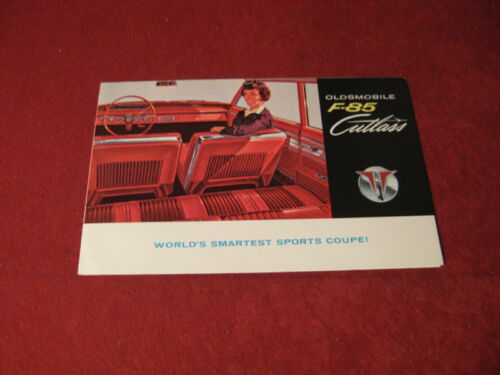 OLDSMOBILE
F-85
Cutlass
WORLD'S SMARTEST SPORTS COUPE!